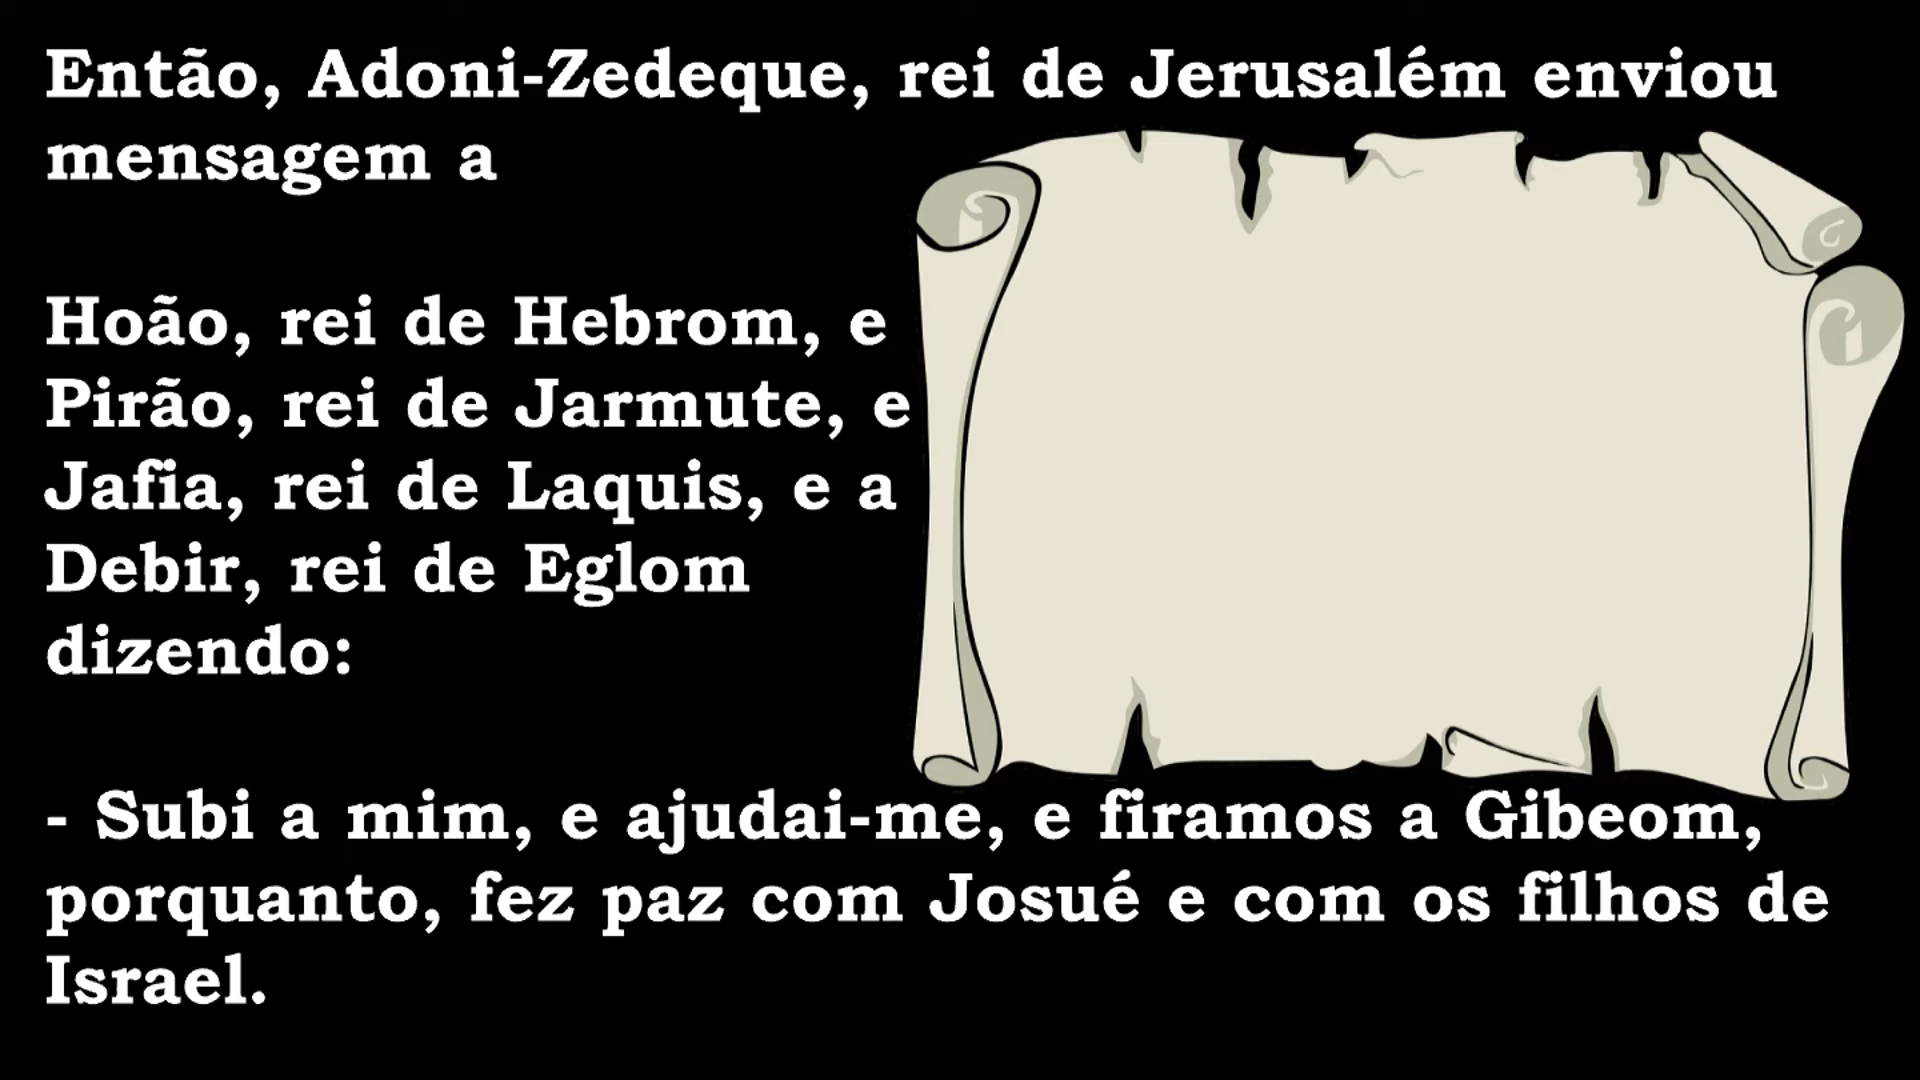 Então, Adoni-Zedeque, rei de Jerusalém enviou
mensagem a
Hoão, rei de Hebrom, e
Pirão, rei de Jarmute, e
Jafia, rei de Laquis, e a
Debir, rei de Eglom
dizendo:
- Subi a mim, e ajudai-me, e firamos a Gibeom,
porquanto, fez paz com Josué e com os filhos de
Israel.